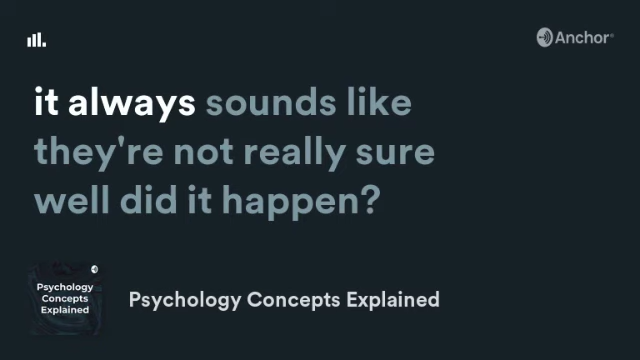 Anchor
it always sounds like
they're not really sure
well did it happen?
Psychology
Concepts
Explained
Psychology Concepts Explained